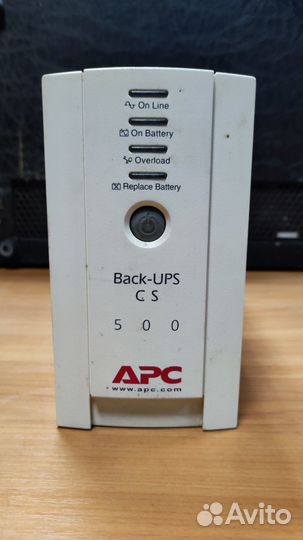 On Line
On Battery
Overload
Replace Battery
Back-UPS
CS
500
APC
www.apc.com
Avito